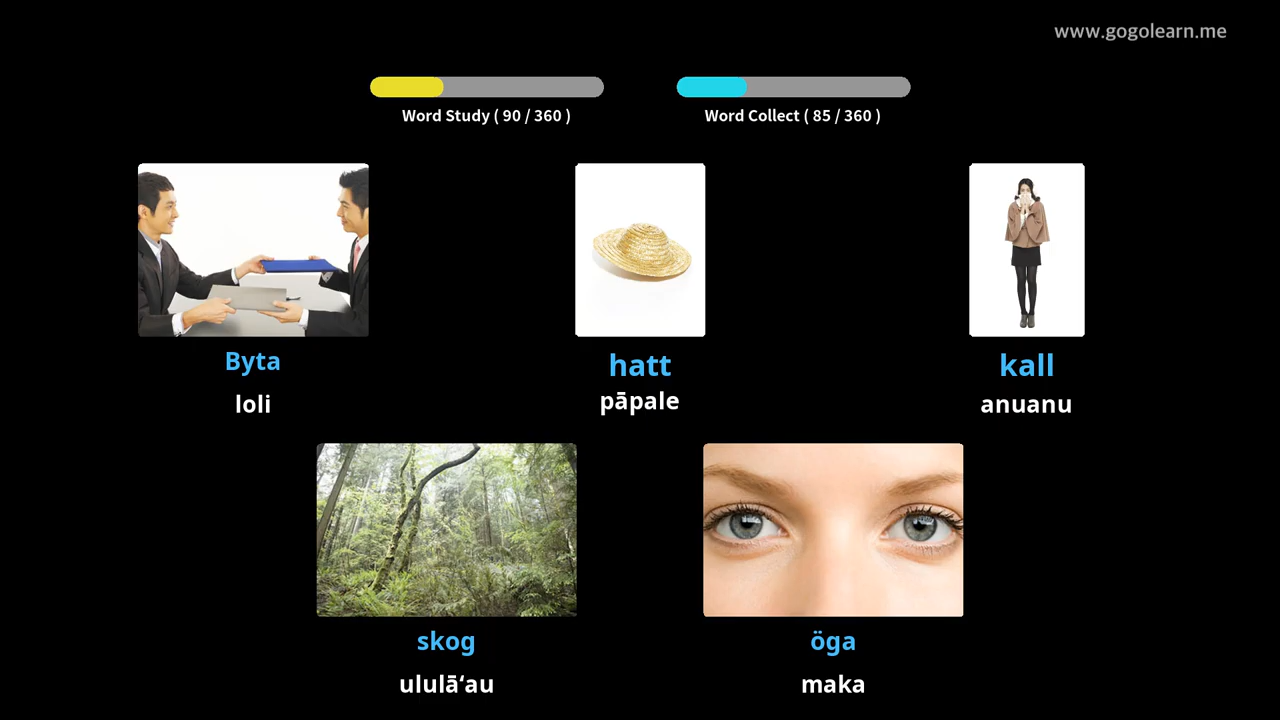 www.gogolearn.me
Word Study ( 90 / 360 )
Word Collect ( 85 / 360 )
Byta
loli
hatt
pāpale
kall
anuanu
skog
ululāʻau
öga
maka